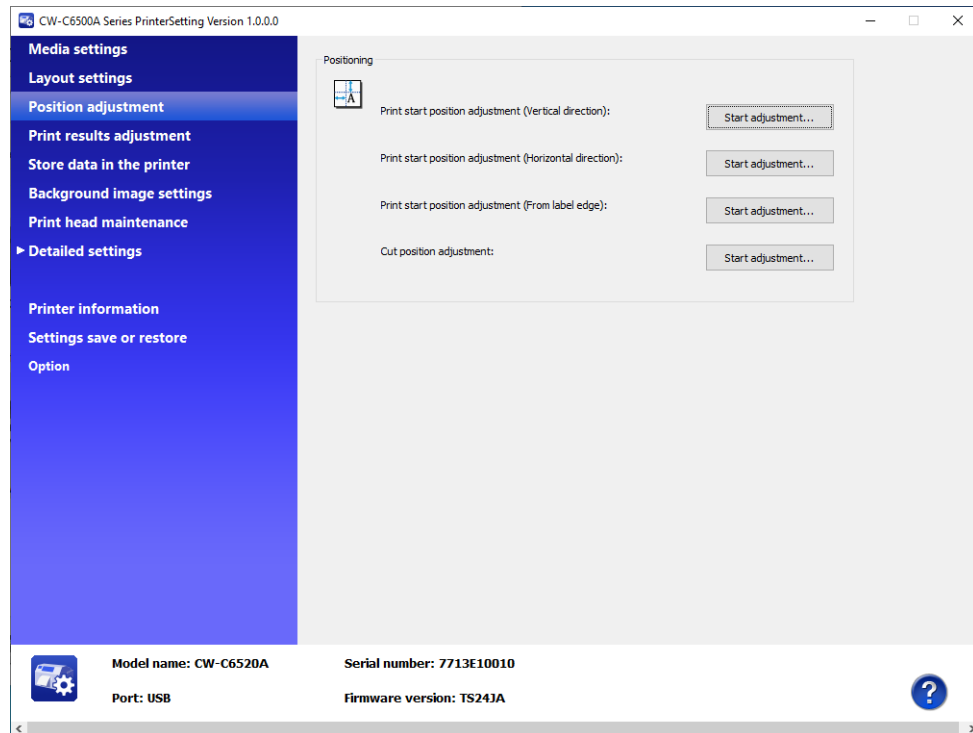 CW-C6500A Series PrinterSetting Version 1.0.0.0
Media settings
Layout settings
Position adjustment
Print results adjustment
Store data in the printer
Background image settings
Print head maintenance
Detailed settings
Printer information
Settings save or restore
Option
Positioning
A
Print start position adjustment (Vertical direction):
Start adjustment...
Print start position adjustment (Horizontal direction):
Start adjustment...
Print start position adjustment (From label edge):
Start adjustment...
Cut position adjustment:
Start adjustment...
Model name: CW-C6520A
Serial number: 7713E10010
Port: USB
Firmware version: TS24JA
?